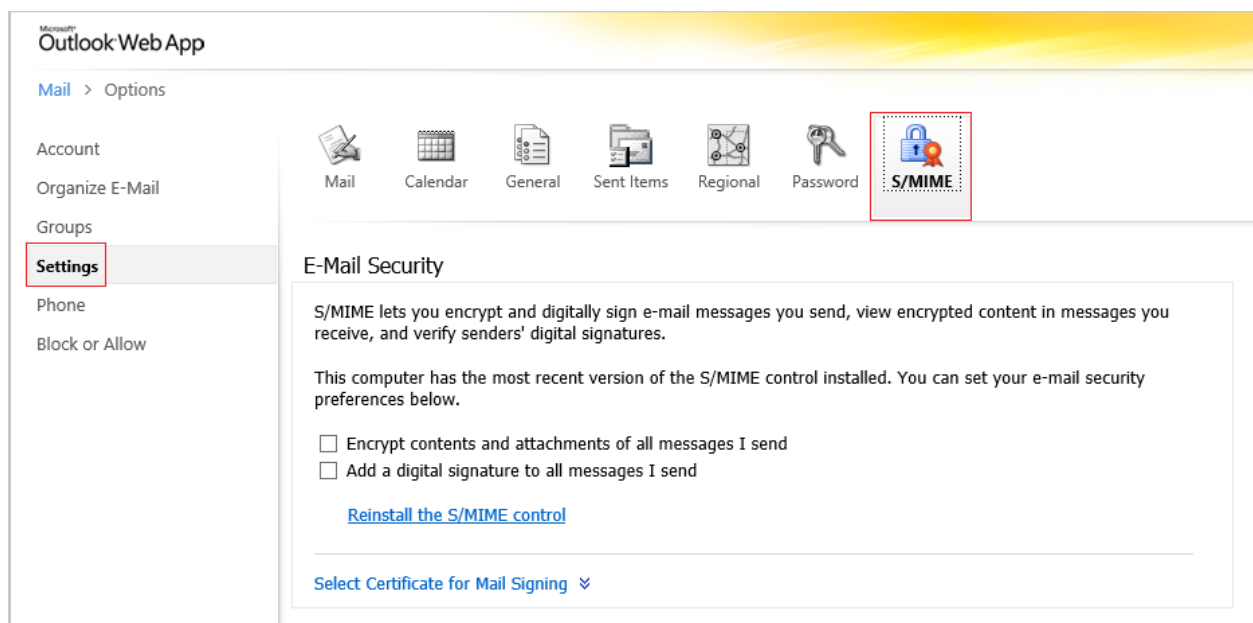 Microsoft®
Outlook Web App
Mail > Options
Account
Organize E-Mail
Groups
Settings
Phone
Block or Allow
Mail
Calendar
General
Sent Items
Regional
Password
S/MIME
E-Mail Security
S/MIME lets you encrypt and digitally sign e-mail messages you send, view encrypted content in messages you
receive, and verify senders' digital signatures.
This computer has the most recent version of the S/MIME control installed. You can set your e-mail security
preferences below.
Encrypt contents and attachments of all messages I send
Add a digital signature to all messages I send
Reinstall the S/MIME control
Select Certificate for Mail Signing